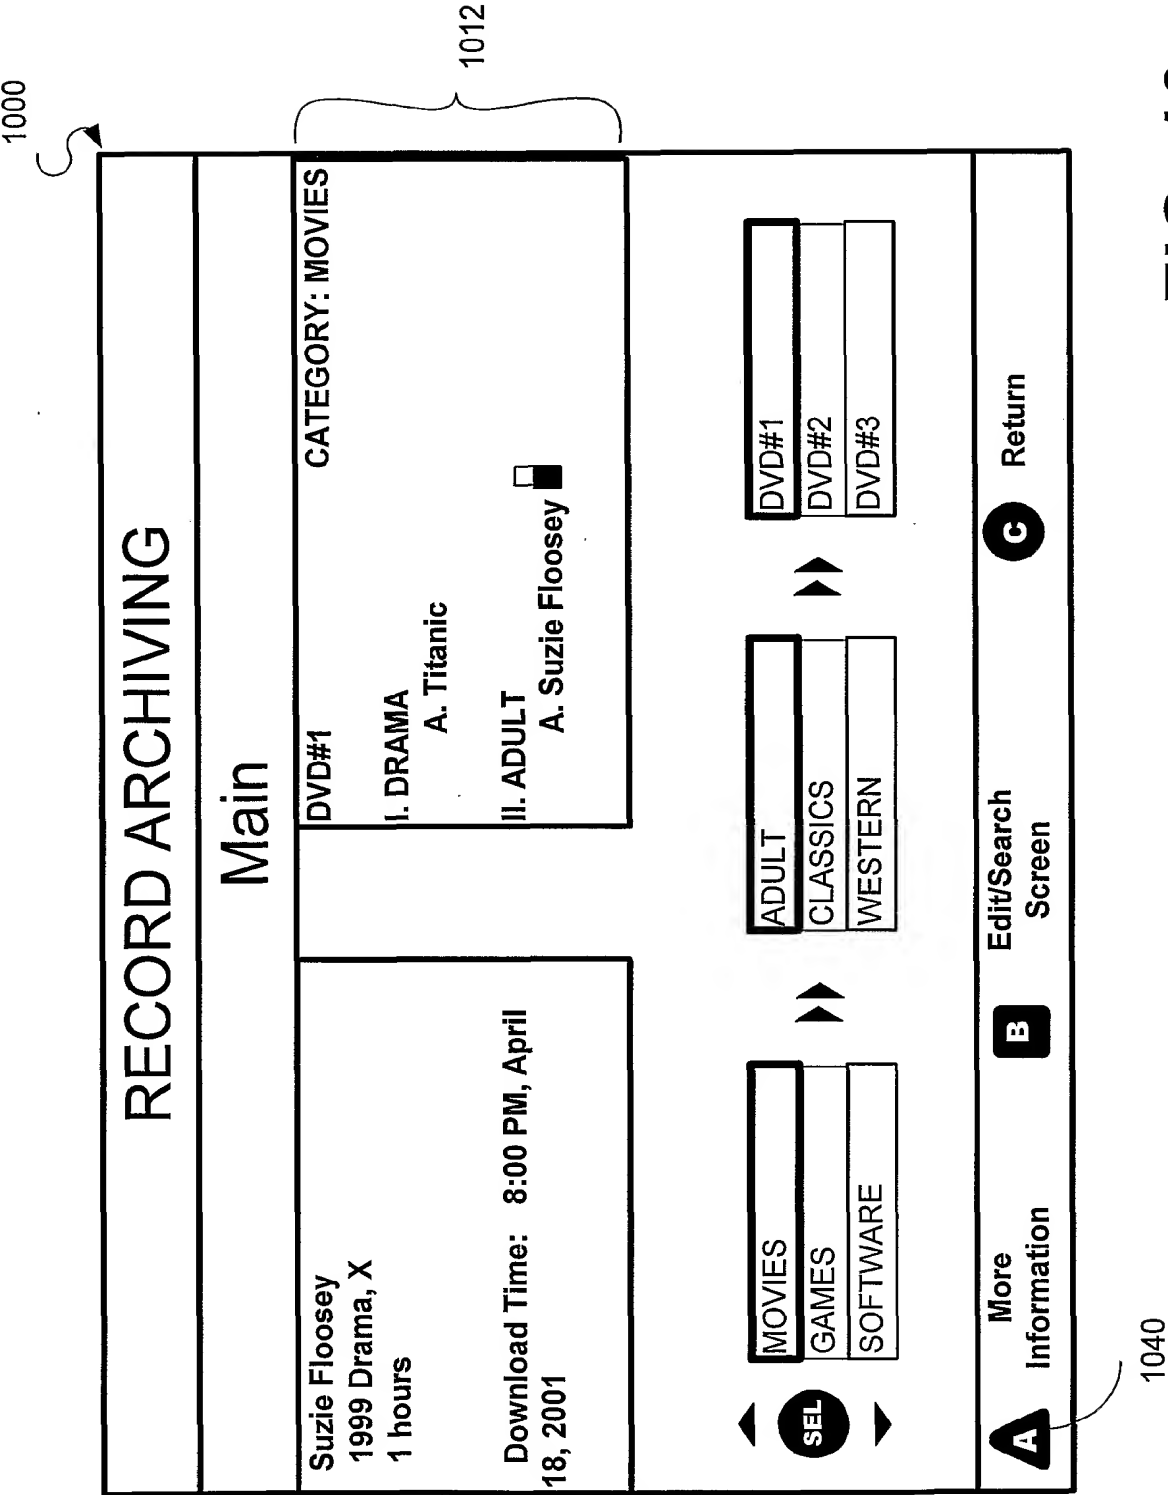 1000
RECORD ARCHIVING
Main
1012
Suzie Floosey
1999 Drama, X
1 hours
Download Time: 8:00 PM, April
18, 2001
DVD#1 CATEGORY: MOVIES
I. DRAMA
A. Titanic
II. ADULT
A. Suzie Floosey
SEL
MOVIES
GAMES
SOFTWARE
ADULT
CLASSICS
WESTERN
DVD#1
DVD#2
DVD#3
A
More
Information
B
Edit/Search
Screen
C
Return
1040